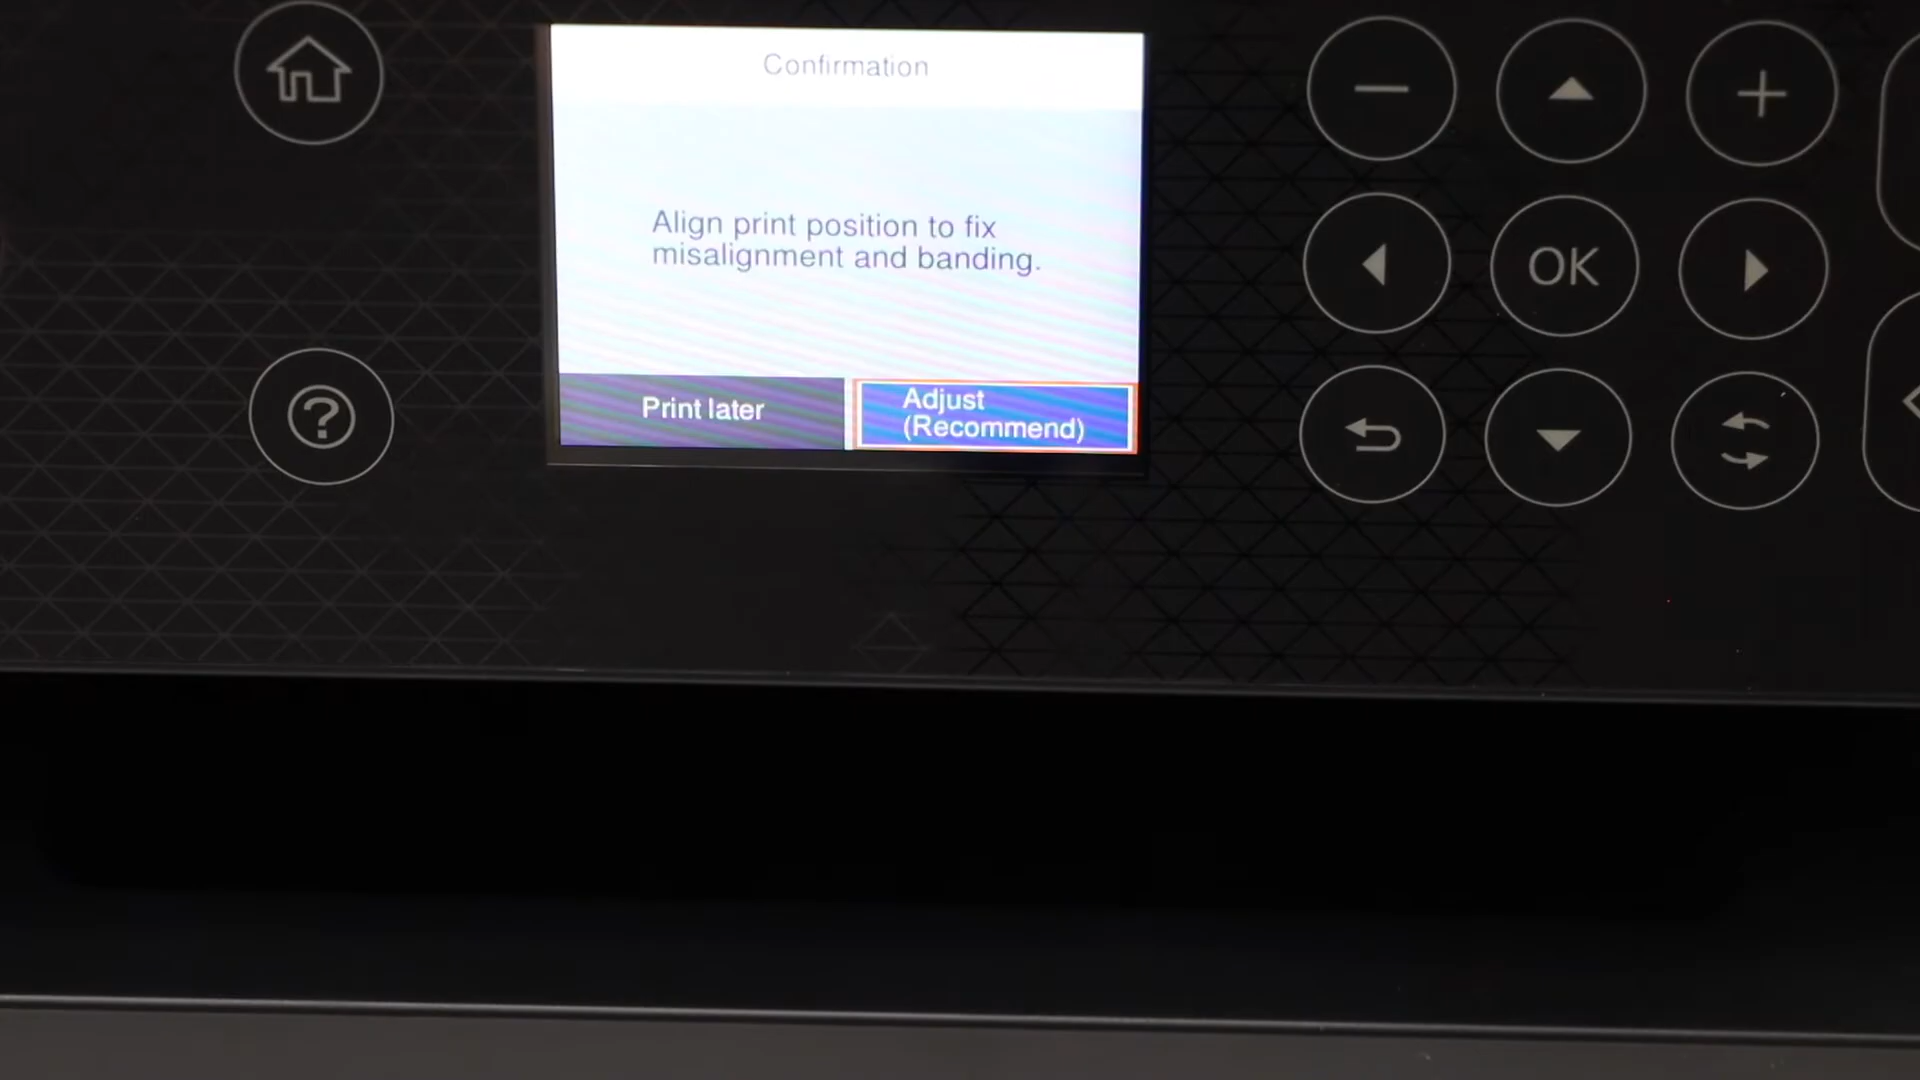 Confirmation
Align print position to fix
misalignment and banding.
Print later
Adjust
(Recommend)
OK
?